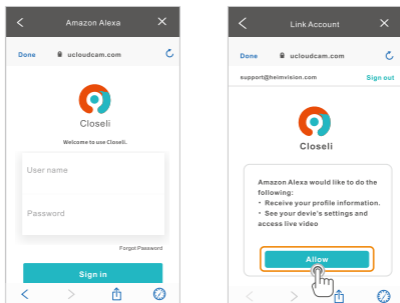 Amazon Alexa
Done ucloudcam.com
Closeli
Welcome to use Closeli.
User name
Password
Forgot Password
Sign in
Link Account
Done ucloudcam.com
support@heimvision.com Sign out
Closeli
Amazon Alexa would like to do the
following:
· Receive your profile information.
· See your devie's settings and
access live video
Allow